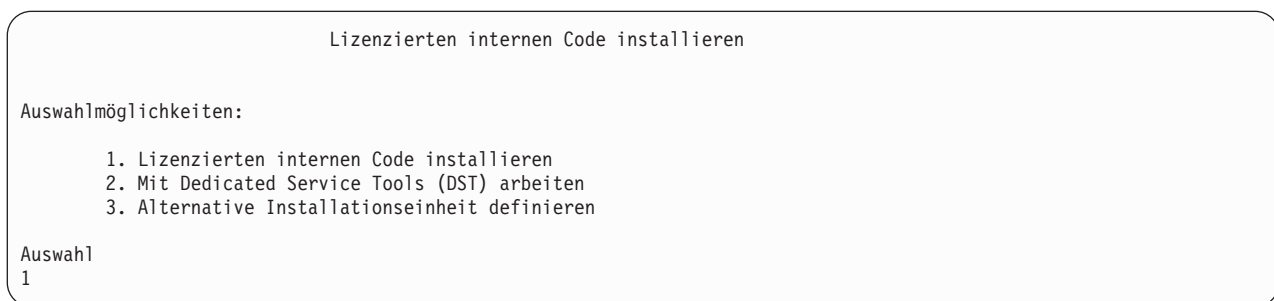 Lizenzierten internen Code installieren
Auswahlmöglichkeiten:
1. Lizenzierten internen Code installieren
2. Mit Dedicated Service Tools (DST) arbeiten
3. Alternative Installationseinheit definieren
Auswahl
1